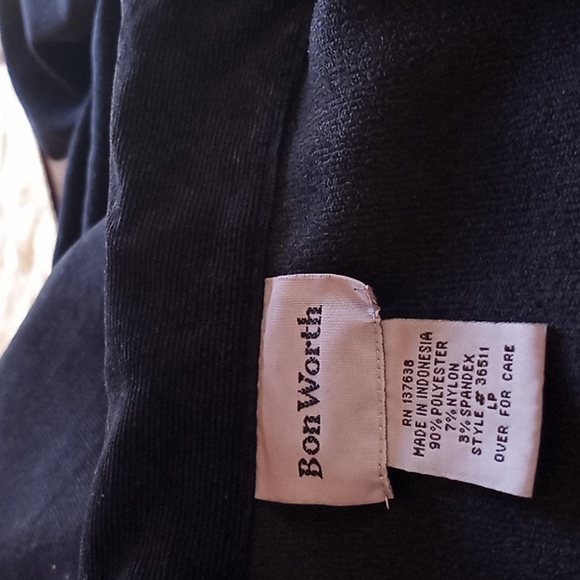 Bon Worth
RN 137638
MADE IN INDONESIA
90% POLYESTER
7% NYLON
3% SPANDEX
STYLE # 36511
LP
OVER FOR CARE